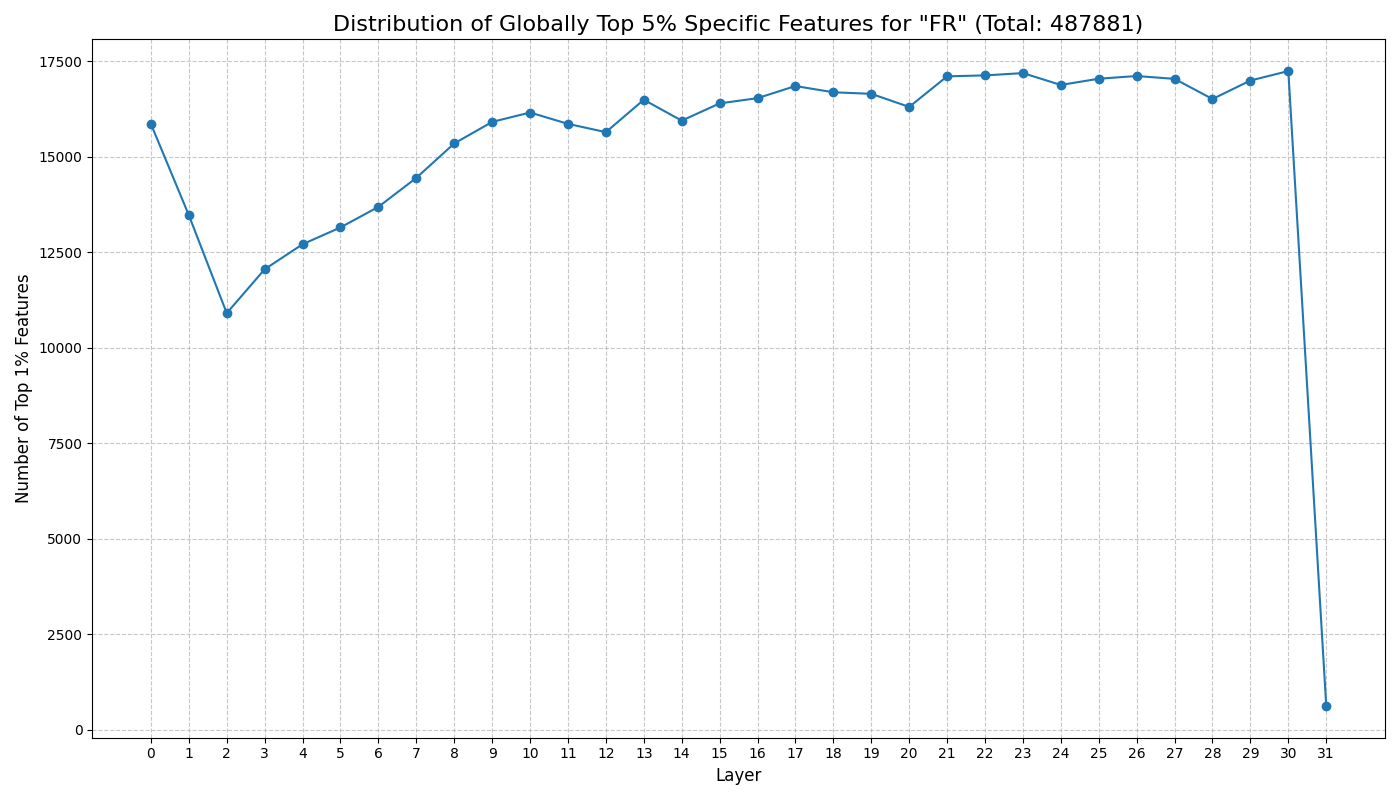 Distribution of Globally Top 5% Specific Features for "FR" (Total: 487881)
Number of Top 1% Features
17500
15000
12500
10000
7500
5000
2500
0
0 1 2 3 4 5 6 7 8 9 10 11 12 13 14 15 16 17 18 19 20 21 22 23 24 25 26 27 28 29 30 31
Layer